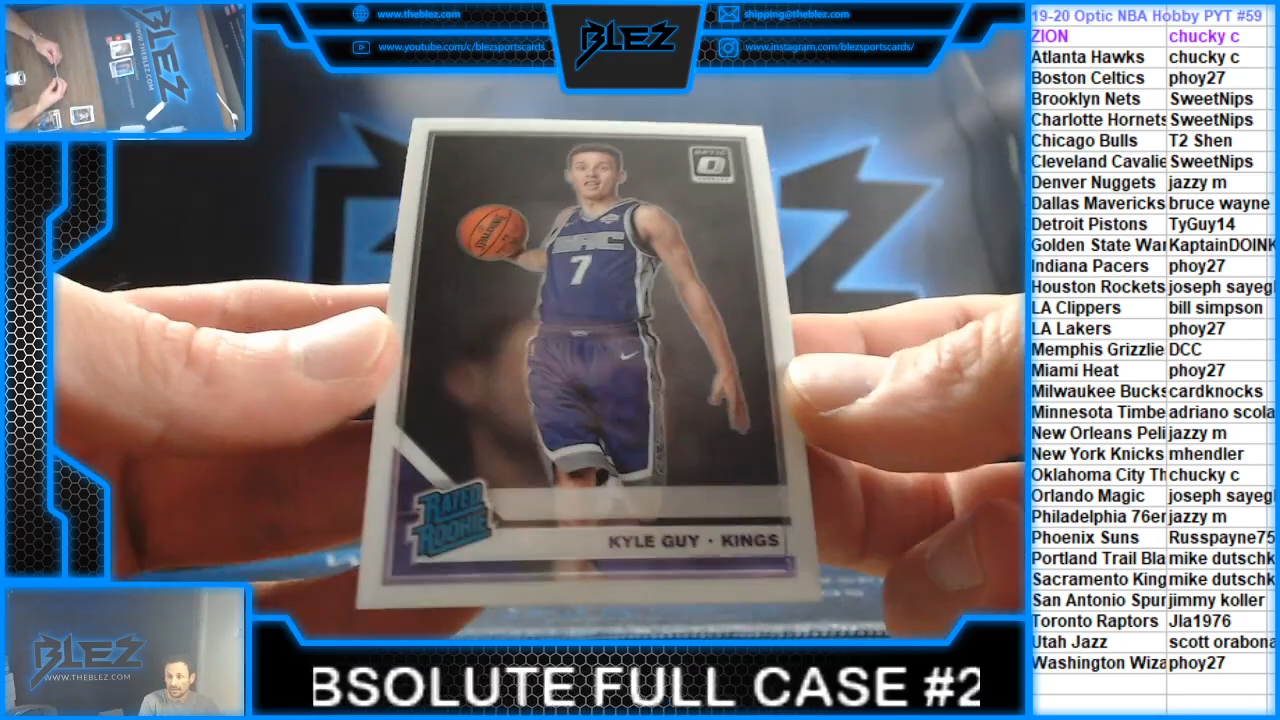 www.theblez.com
shipping@theblez.com
www.youtube.com/c/blezsportscards
www.instagram.com/blezsportscards/
BLEZ
WWW.THEBLEZ.COM
OPTIC
SPALDING
SAC
7
RATED
ROOKIE
KYLE GUY · KINGS
BLEZ
WWW.THEBLEZ.COM
BSOLUTE FULL CASE #2
19-20 Optic NBA Hobby PYT #59
ZION chucky c
Atlanta Hawks chucky c
Boston Celtics phoy27
Brooklyn Nets SweetNips
Charlotte Hornets SweetNips
Chicago Bulls T2 Shen
Cleveland Cavalie SweetNips
Denver Nuggets jazzy m
Dallas Mavericks bruce wayne
Detroit Pistons TyGuy14
Golden State War KaptainDOINK
Indiana Pacers phoy27
Houston Rockets joseph sayeg
LA Clippers bill simpson
LA Lakers phoy27
Memphis Grizzlie DCC
Miami Heat phoy27
Milwaukee Bucks cardknocks
Minnesota Timbe adriano scola
New Orleans Peli jazzy m
New York Knicks mhendler
Oklahoma City Th chucky c
Orlando Magic joseph sayeg
Philadelphia 76er jazzy m
Phoenix Suns Russpayne75
Portland Trail Bla mike dutschk
Sacramento King mike dutschk
San Antonio Spur jimmy koller
Toronto Raptors Jla1976
Utah Jazz scott orabona
Washington Wiza phoy27